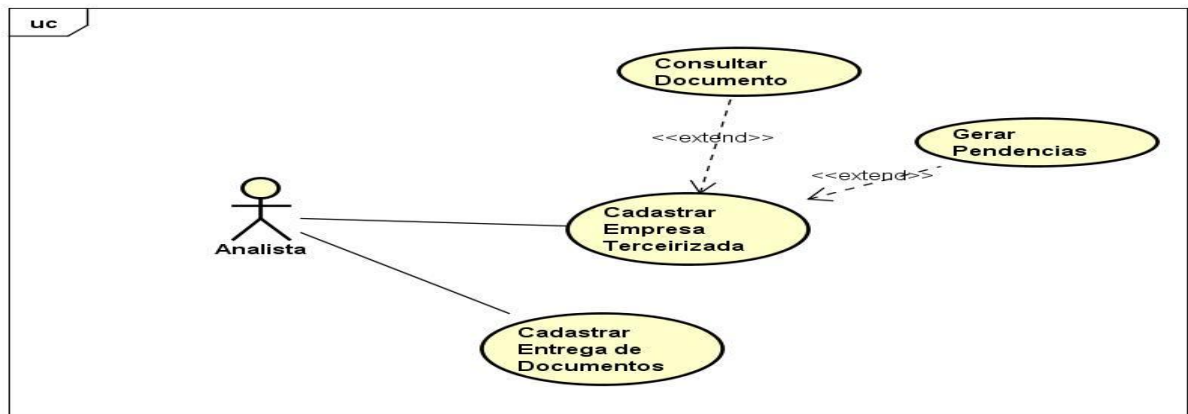 uc
Consultar
Documento
<<extend>>
Gerar
Pendencias
<<extend>>
Cadastrar
Empresa
Terceirizada
Analista
Cadastrar
Entrega de
Documentos